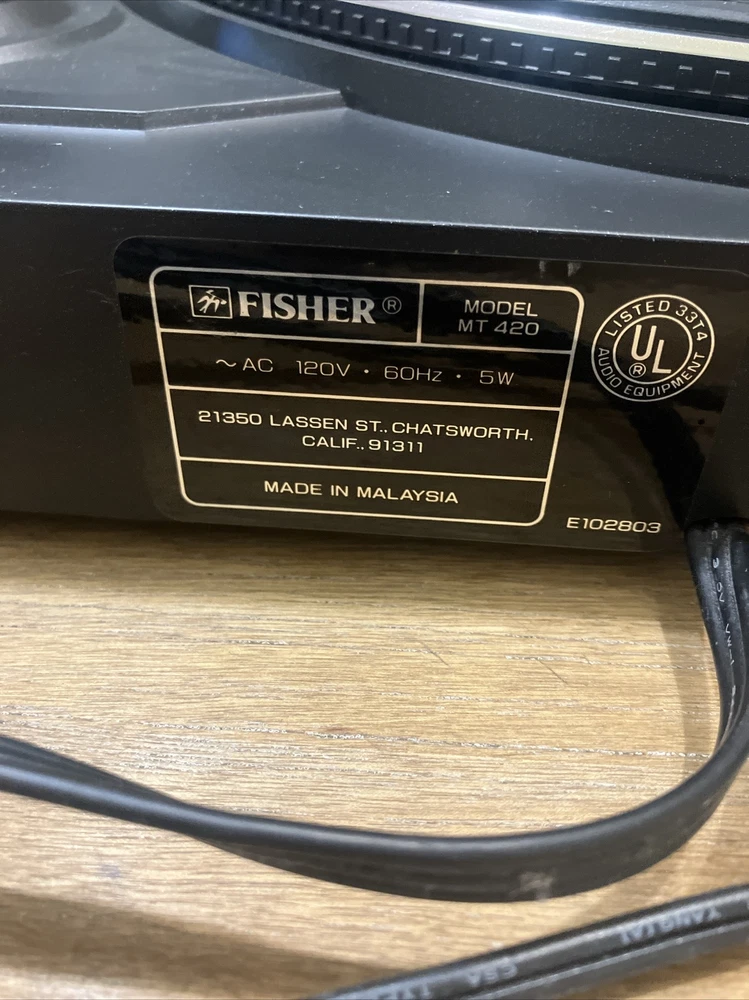 FISHER®
MODEL
MT 420
~ AC 120V · 60Hz · 5W
21350 LASSEN ST., CHATSWORTH,
CALIF., 91311
MADE IN MALAYSIA
LISTED 33T4
UL®
AUDIO EQUIPMENT
E102803